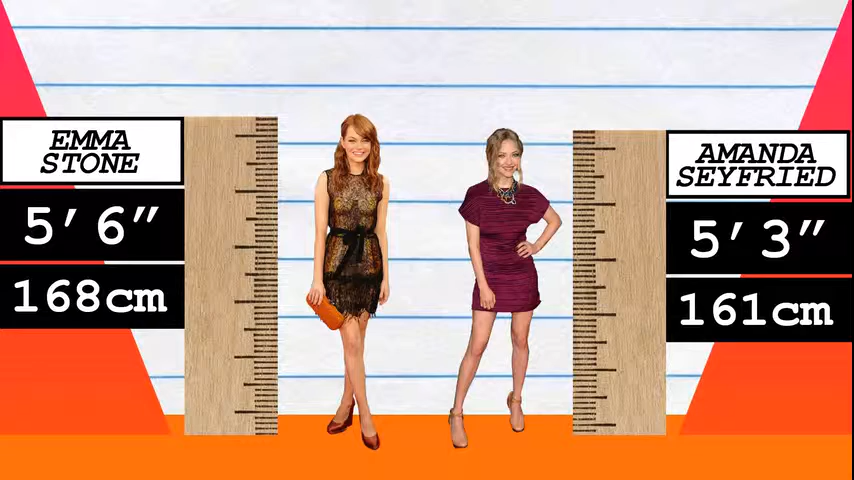 EMMA
STONE
5’6”
168cm
AMANDA
SEYFRIED
5’3”
161cm